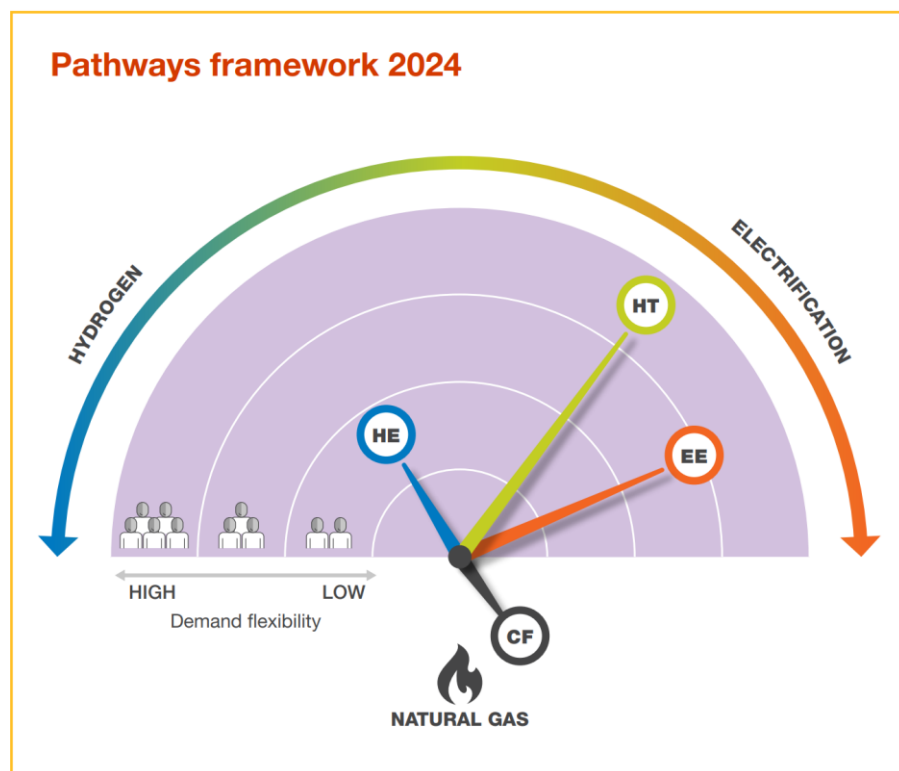 Pathways framework 2024
HYDROGEN
ELECTRIFICATION
HT
HE
EE
HIGH
LOW
Demand flexibility
CF
NATURAL GAS